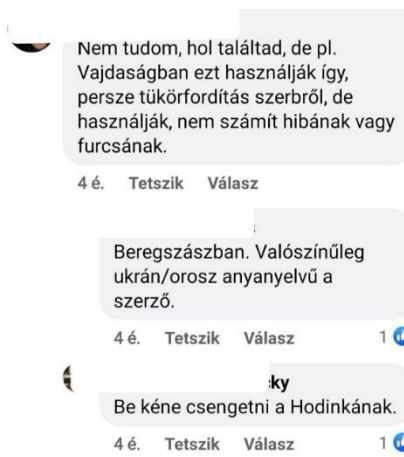 Nem tudom, hol találtad, de pl.
Vajdaságban ezt használják így,
persze tükörfordítás szerbről, de
használják, nem számít hibának vagy
furcsának.
4 é. Tetszik Válasz
Beregszászban. Valószínűleg
ukrán/orosz anyanyelvű a
szerző.
4 é. Tetszik Válasz 1
ky
Be kéne csengetni a Hodinkának.
4 é. Tetszik Válasz 1